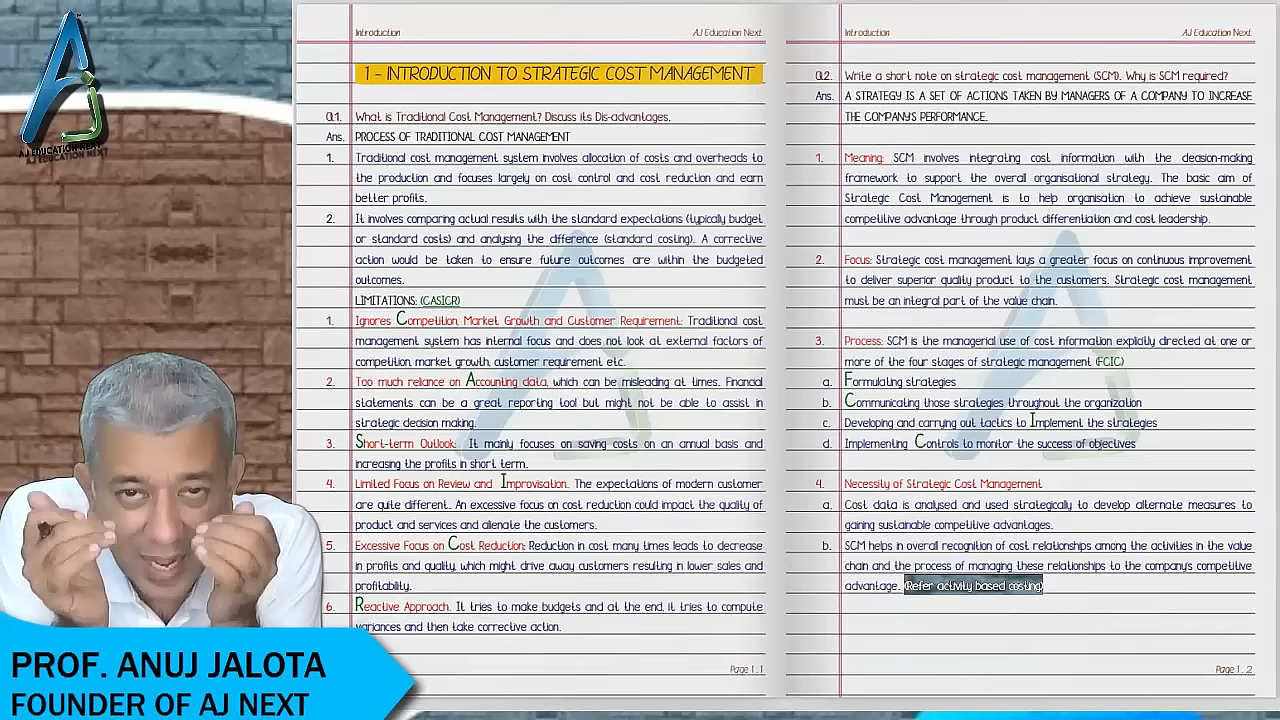 AJ EDUCATION NEXT
AJ EDUCATION NEXT
PROF. ANUJ JALOTA
FOUNDER OF AJ NEXT
Introduction
AJ Education Next
1 - INTRODUCTION TO STRATEGIC COST MANAGEMENT
Q.1. What is Traditional Cost Management? Discuss its Dis-advantages.
Ans. PROCESS OF TRADITIONAL COST MANAGEMENT
1. Traditional cost management system involves allocation of costs and overheads to
the production and focuses largely on cost control and cost reduction and earn
better profits.
2. It involves comparing actual results with the standard expectations (typically budget
or standard costs) and analysing the difference (standard costing). A corrective
action would be taken to ensure future outcomes are within the budgeted
outcomes.
LIMITATIONS: (CASICR)
1. Ignores Competition, Market Growth and Customer Requirement: Traditional cost
management system has internal focus and does not look at external factors of
competition, market growth, customer requirement etc.
2. Too much reliance on Accounting data, which can be misleading at times. Financial
statements can be a great reporting tool but might not be able to assist in
strategic decision making.
3. Short-term Outlook: It mainly focuses on saving costs on an annual basis and
increasing the profits in short term.
4. Limited Focus on Review and Improvisation. The expectations of modern customer
are quite different. An excessive focus on cost reduction could impact the quality of
product and services and alienate the customers.
5. Excessive Focus on Cost Reduction: Reduction in cost many times leads to decrease
in profits and quality, which might drive away customers resulting in lower sales and
profitability.
6. Reactive Approach. It tries to make budgets and at the end, it tries to compute
variances and then take corrective action.
Page 1.1
Introduction
AJ Education Next
Q.2. Write a short note on strategic cost management (SCM). Why is SCM required?
Ans. A STRATEGY IS A SET OF ACTIONS TAKEN BY MANAGERS OF A COMPANY TO INCREASE
THE COMPANY'S PERFORMANCE.
1. Meaning: SCM involves integrating cost information with the decision-making
framework to support the overall organisational strategy. The basic aim of
Strategic Cost Management is to help organisation to achieve sustainable
competitive advantage through product differentiation and cost leadership.
2. Focus: Strategic cost management lays a greater focus on continuous improvement
to deliver superior quality product to the customers. Strategic cost management
must be an integral part of the value chain.
3. Process: SCM is the managerial use of cost information explicitly directed at one or
more of the four stages of strategic management (FCIC)
a. Formulating strategies
b. Communicating those strategies throughout the organization
c. Developing and carrying out tactics to Implement the strategies
d. Implementing Controls to monitor the success of objectives
4. Necessity of Strategic Cost Management
a. Cost data is analysed and used strategically to develop alternate measures to
gaining sustainable competitive advantages.
b. SCM helps in overall recognition of cost relationships among the activities in the value
chain and the process of managing these relationships to the company's competitive
advantage. (Refer activity based costing)
Page 1.2